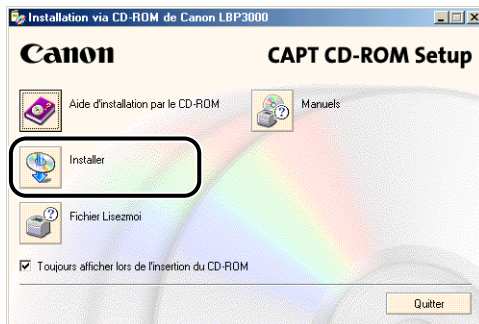 Installation via CD-ROM de Canon LBP3000
Canon
CAPT CD-ROM Setup
Aide d'installation par le CD-ROM
Manuels
Installer
Fichier Lisezmoi
Toujours afficher lors de l'insertion du CD-ROM
Quitter